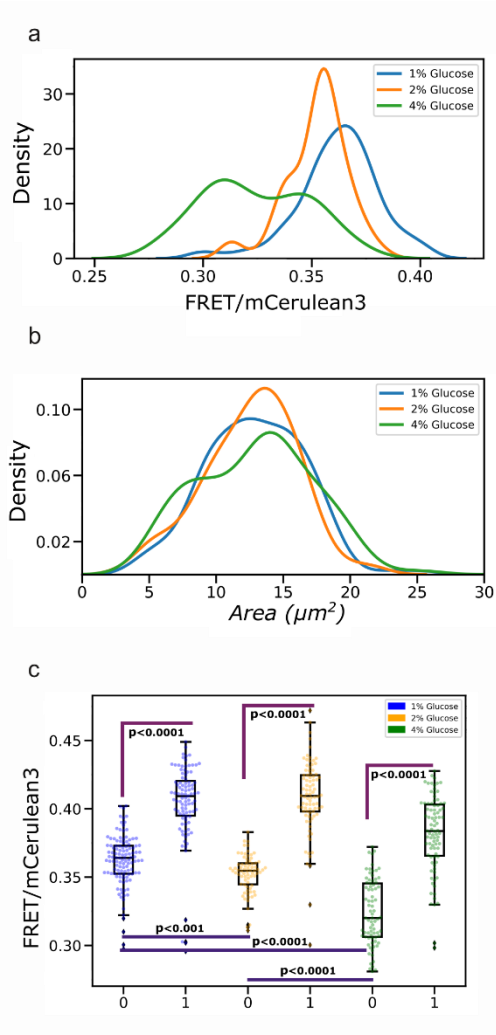 a
1% Glucose
2% Glucose
4% Glucose
30
20
10
0
Density
0.25 0.30 0.35 0.40
FRET/mCerulean3
b
1% Glucose
2% Glucose
4% Glucose
0.10
0.06
0.02
Density
0 5 10 15 20 25 30
Area (μm²)
c
1% Glucose
2% Glucose
4% Glucose
p<0.0001
p<0.0001
p<0.0001
0.45
0.40
0.35
0.30
FRET/mCerulean3
p<0.001
p<0.0001
p<0.0001
0 1 0 1 0 1